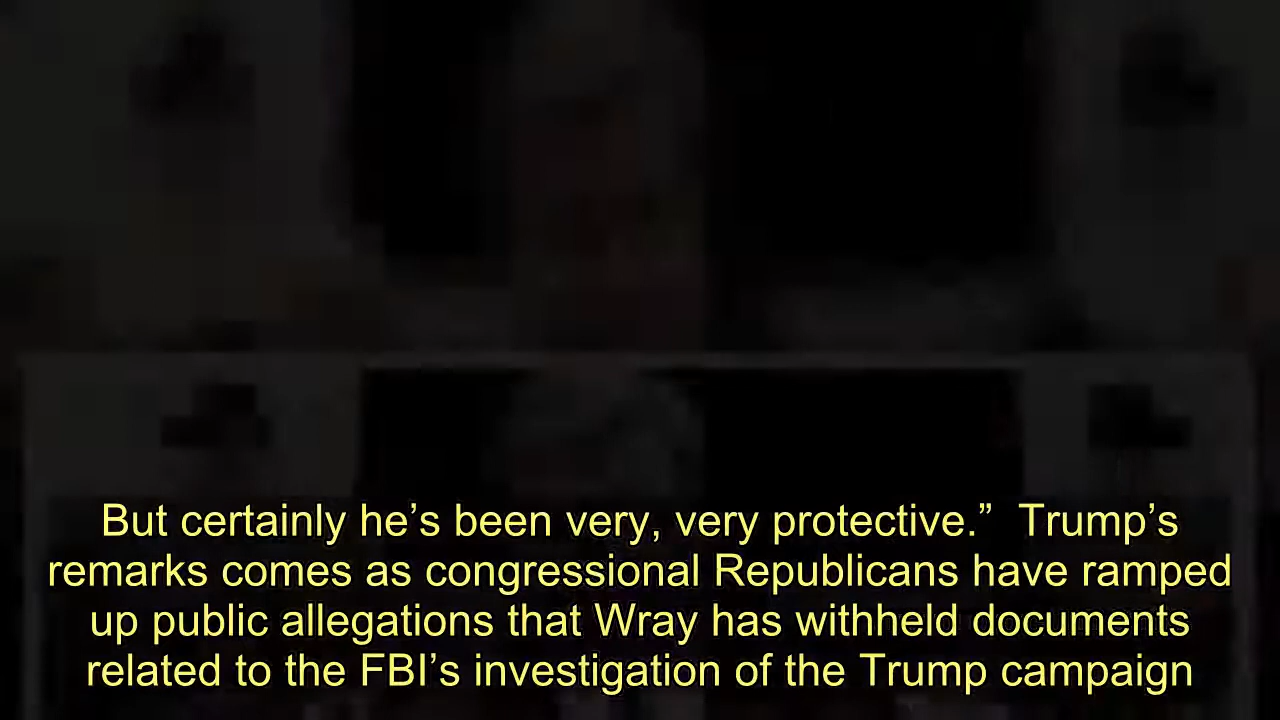 But certainly he’s been very, very protective.”  Trump’s
remarks comes as congressional Republicans have ramped
up public allegations that Wray has withheld documents
related to the FBI’s investigation of the Trump campaign